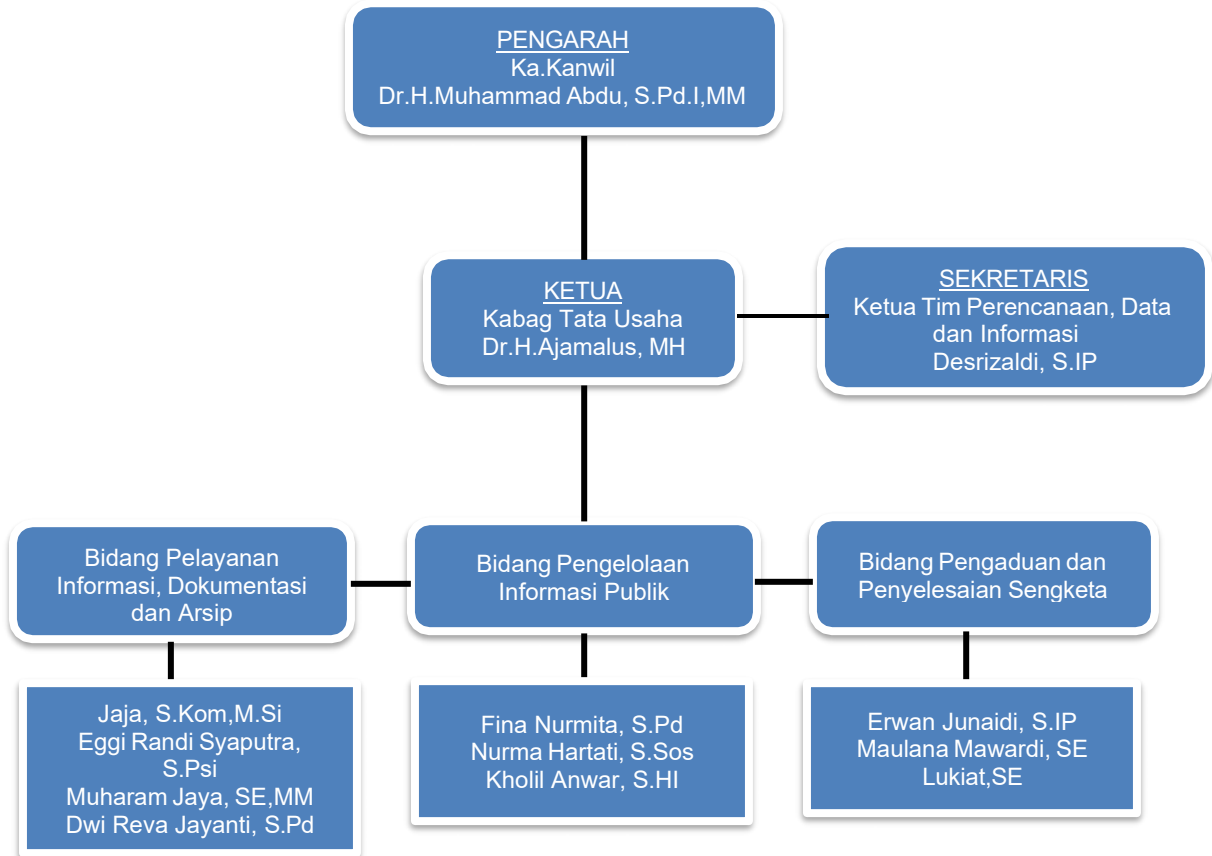 PENGARAH
Ka.Kanwil
Dr.H.Muhammad Abdu, S.Pd.I,MM
KETUA
Kabag Tata Usaha
Dr.H.Ajamalus, MH
SEKRETARIS
Ketua Tim Perencanaan, Data
dan Informasi
Desrizaldi, S.IP
Bidang Pelayanan
Informasi, Dokumentasi
dan Arsip
Bidang Pengelolaan
Informasi Publik
Bidang Pengaduan dan
Penyelesaian Sengketa
Jaja, S.Kom,M.Si
Eggi Randi Syaputra,
S.Psi
Muharam Jaya, SE,MM
Dwi Reva Jayanti, S.Pd
Fina Nurmita, S.Pd
Nurma Hartati, S.Sos
Kholil Anwar, S.HI
Erwan Junaidi, S.IP
Maulana Mawardi, SE
Lukiat,SE